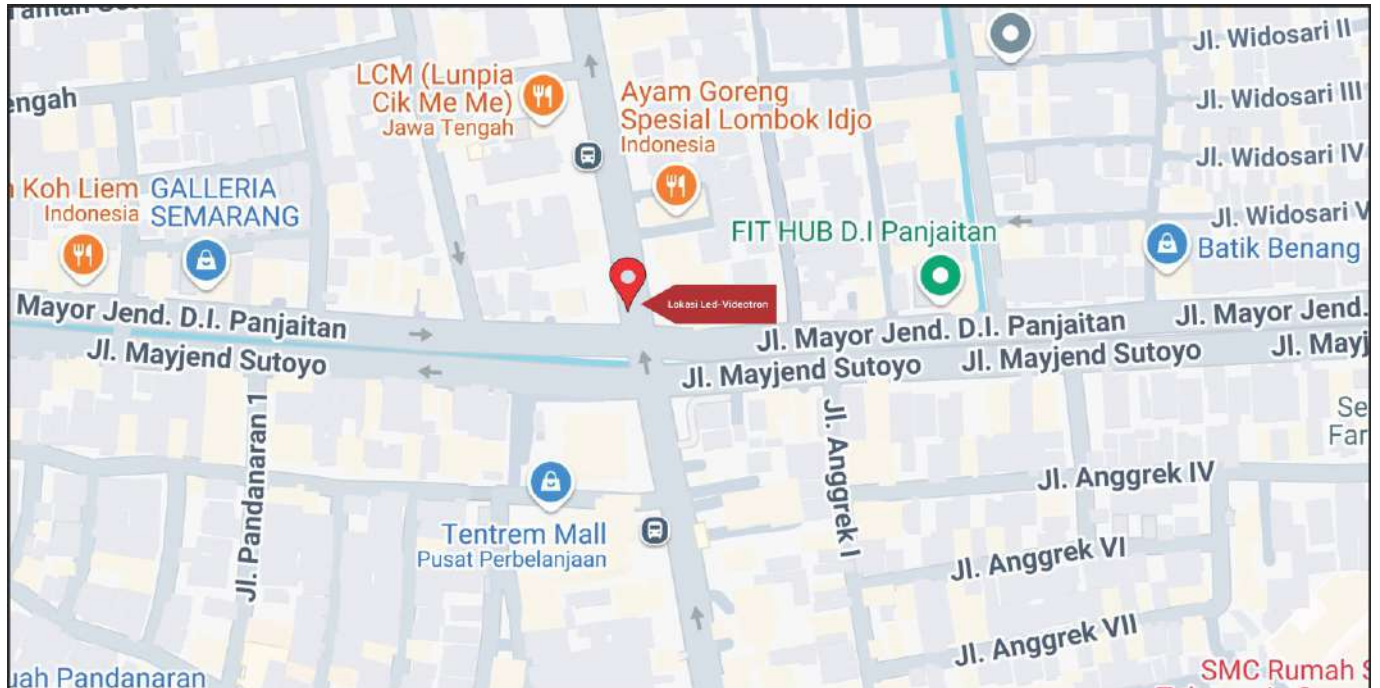 Jl. Widosari II
LCM (Lunpia
Cik Me Me)
Jawa Tengah
Ayam Goreng
Spesial Lombok Idjo
Indonesia
engah
Jl. Widosari III
Jl. Widosari IV
Koh Liem
Indonesia
GALLERIA
SEMARANG
FIT HUB D.I Panjaitan
Jl. Widosari V
Batik Benang
Lokasi Led-Videotron
Mayor Jend. D.I. Panjaitan
Jl. Mayor Jend. D.I. Panjaitan
Jl. Mayor Jend.
Jl. Mayjend Sutoyo
Jl. Mayjend Sutoyo
Jl. Mayjend Sutoyo
Jl. Mayj
Jl. Pandanaran 1
Jl. Anggrek I
Se
Far
Jl. Anggrek IV
Tentrem Mall
Pusat Perbelanjaan
Jl. Anggrek VI
Jl. Anggrek VII
uah Pandanaran
SMC Rumah S